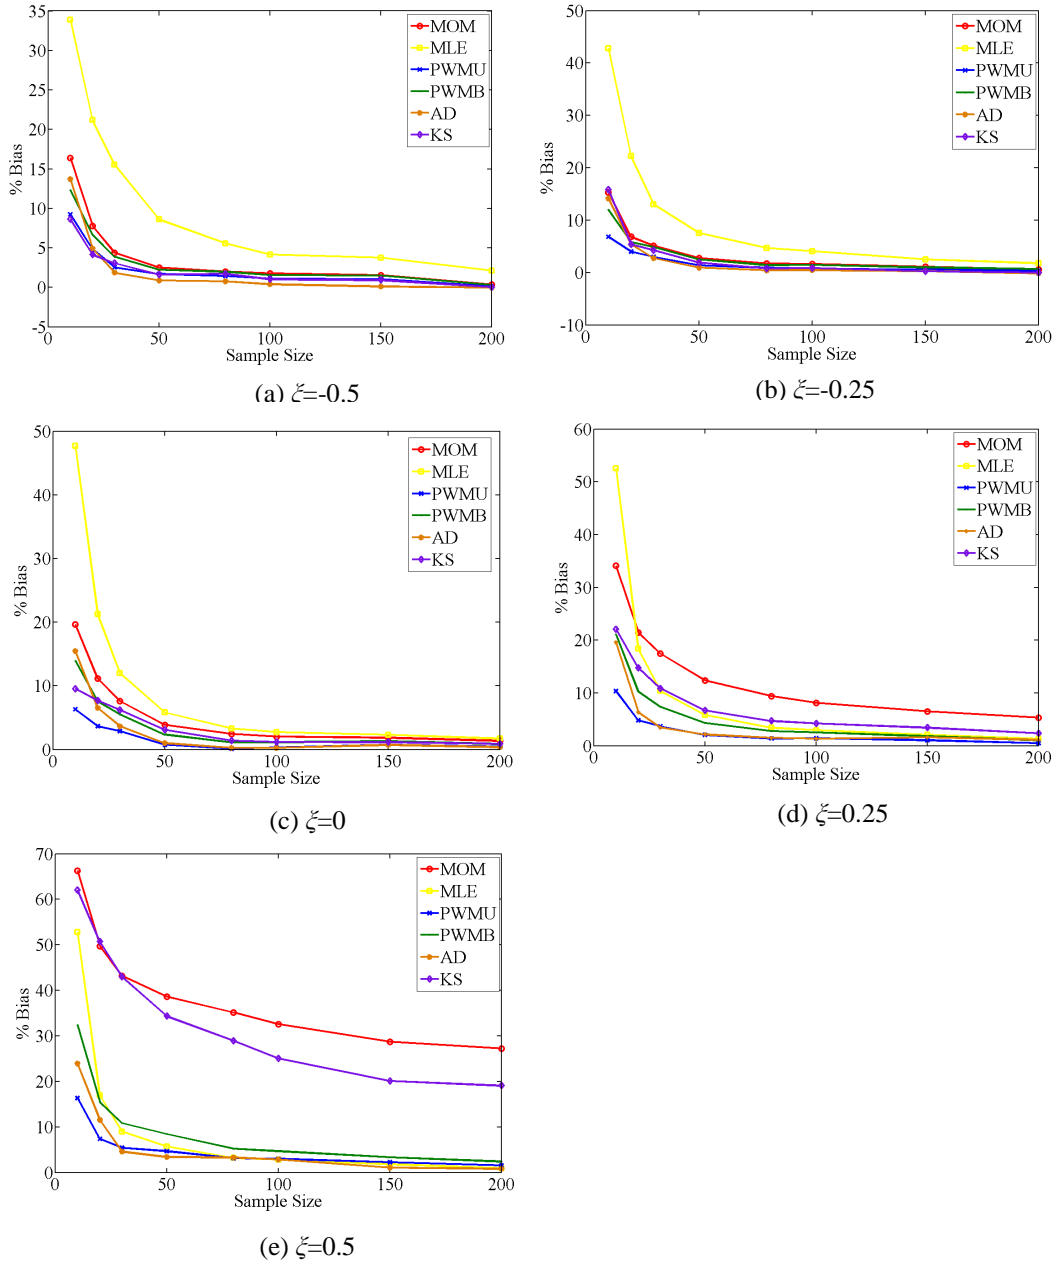 35
30
25
20
15
10
5
0
-5
% Bias
0
50
100
150
200
Sample Size
MOM
MLE
PWMU
PWMB
AD
KS
(a) ξ=-0.5
50
40
30
20
10
0
-10
% Bias
0
50
100
150
200
Sample Size
MOM
MLE
PWMU
PWMB
AD
KS
(b) ξ=-0.25
50
40
30
20
10
0
% Bias
0
50
100
150
200
Sample Size
MOM
MLE
PWMU
PWMB
AD
KS
(c) ξ=0
60
50
40
30
20
10
0
% Bias
0
50
100
150
200
Sample Size
MOM
MLE
PWMU
PWMB
AD
KS
(d) ξ=0.25
70
60
50
40
30
20
10
0
% Bias
0
50
100
150
200
Sample Size
MOM
MLE
PWMU
PWMB
AD
KS
(e) ξ=0.5